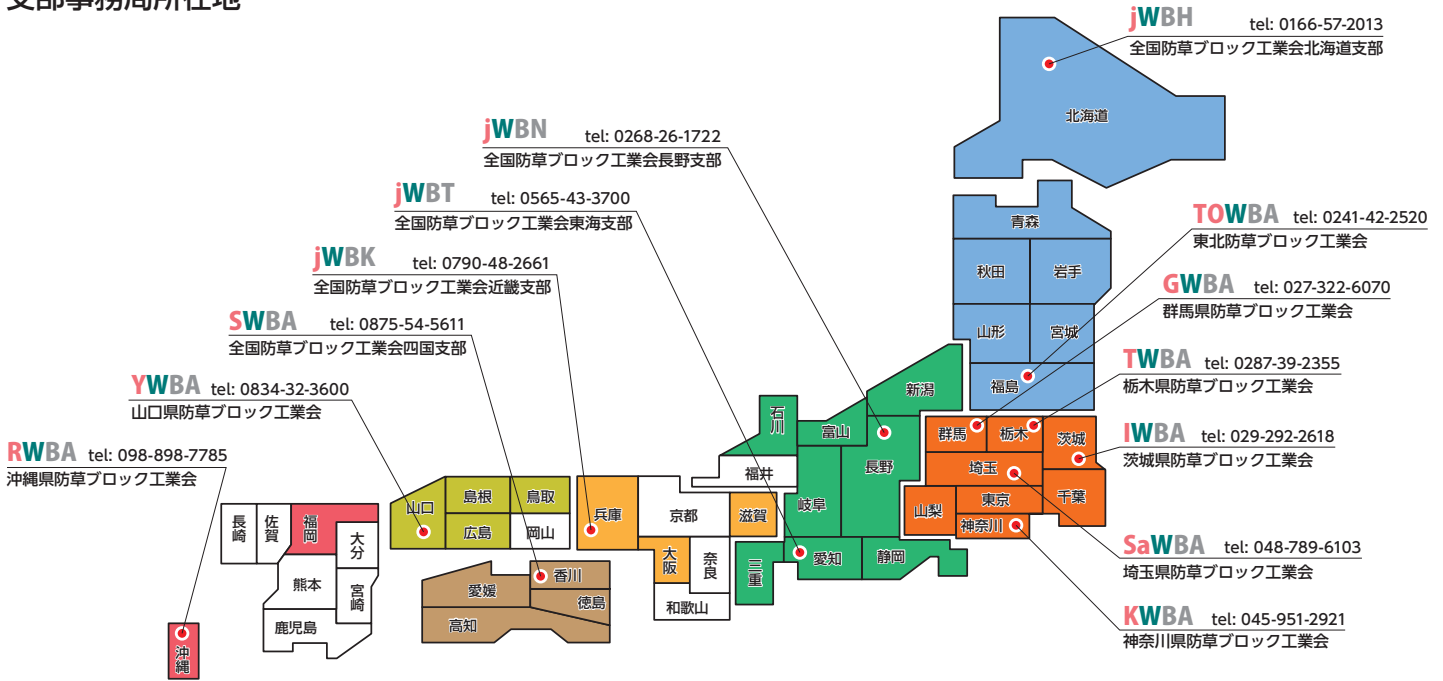 支部事務局所在地
jWBH tel: 0166-57-2013
全国防草ブロック工業会北海道支部
北海道
jWBN tel: 0268-26-1722
全国防草ブロック工業会長野支部
jWBT tel: 0565-43-3700
全国防草ブロック工業会東海支部
jWBK tel: 0790-48-2661
全国防草ブロック工業会近畿支部
SWBA tel: 0875-54-5611
全国防草ブロック工業会四国支部
YWBA tel: 0834-32-3600
山口県防草ブロック工業会
RWBA tel: 098-898-7785
沖縄県防草ブロック工業会
TOWBA tel: 0241-42-2520
東北防草ブロック工業会
GWBA tel: 027-322-6070
群馬県防草ブロック工業会
TWBA tel: 0287-39-2355
栃木県防草ブロック工業会
IWBA tel: 029-292-2618
茨城県防草ブロック工業会
SaWBA tel: 048-789-6103
埼玉県防草ブロック工業会
KWBA tel: 045-951-2921
神奈川県防草ブロック工業会
青森
秋田
岩手
山形
宮城
福島
新潟
石川
富山
福井
長野
岐阜
愛知
静岡
三重
群馬
栃木
茨城
埼玉
千葉
東京
山梨
神奈川
兵庫
京都
滋賀
大阪
奈良
和歌山
山口
島根
鳥取
広島
岡山
香川
愛媛
徳島
高知
長崎
佐賀
福岡
大分
熊本
宮崎
鹿児島
沖縄